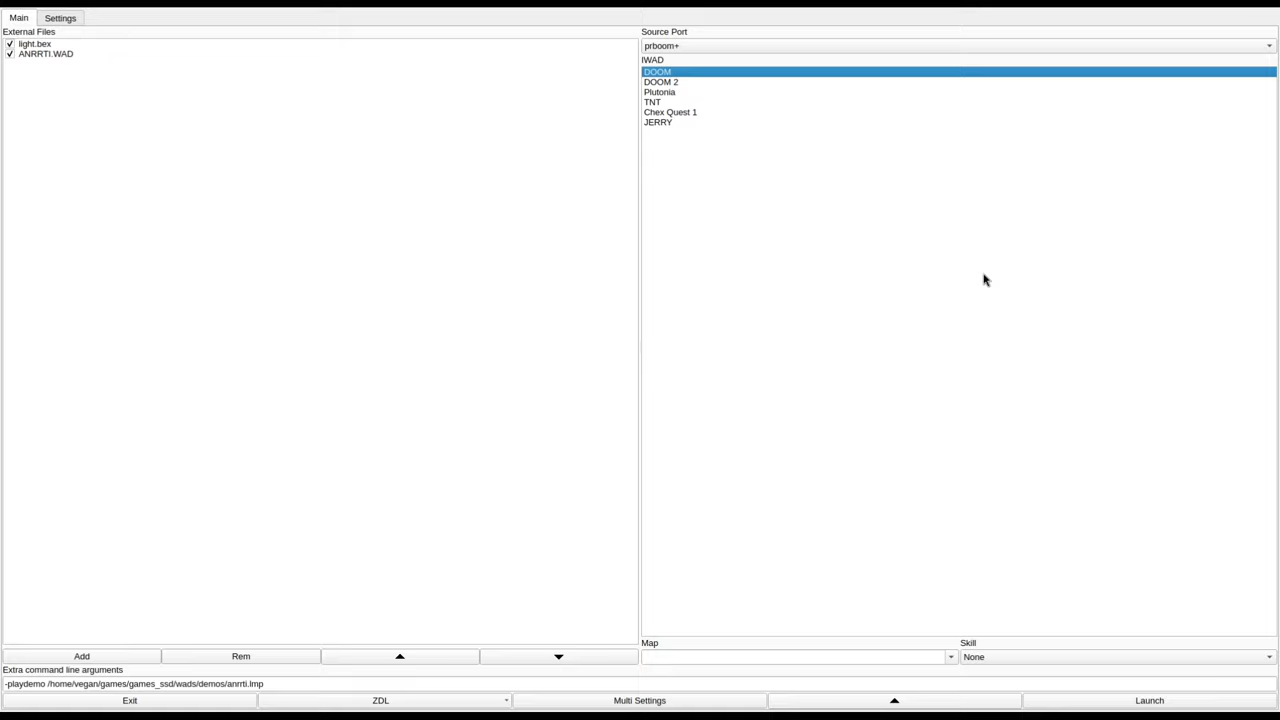 Main Settings
External Files
light.bex
ANRRTI.WAD
Source Port
prboom+
IWAD
DOOM
DOOM 2
Plutonia
TNT
Chex Quest 1
JERRY
Map Skill
None
Add Rem
Extra command line arguments
-playdemo /home/vegan/games/games_ssd/wads/demos/anrrti.lmp
Exit ZDL Multi Settings Launch